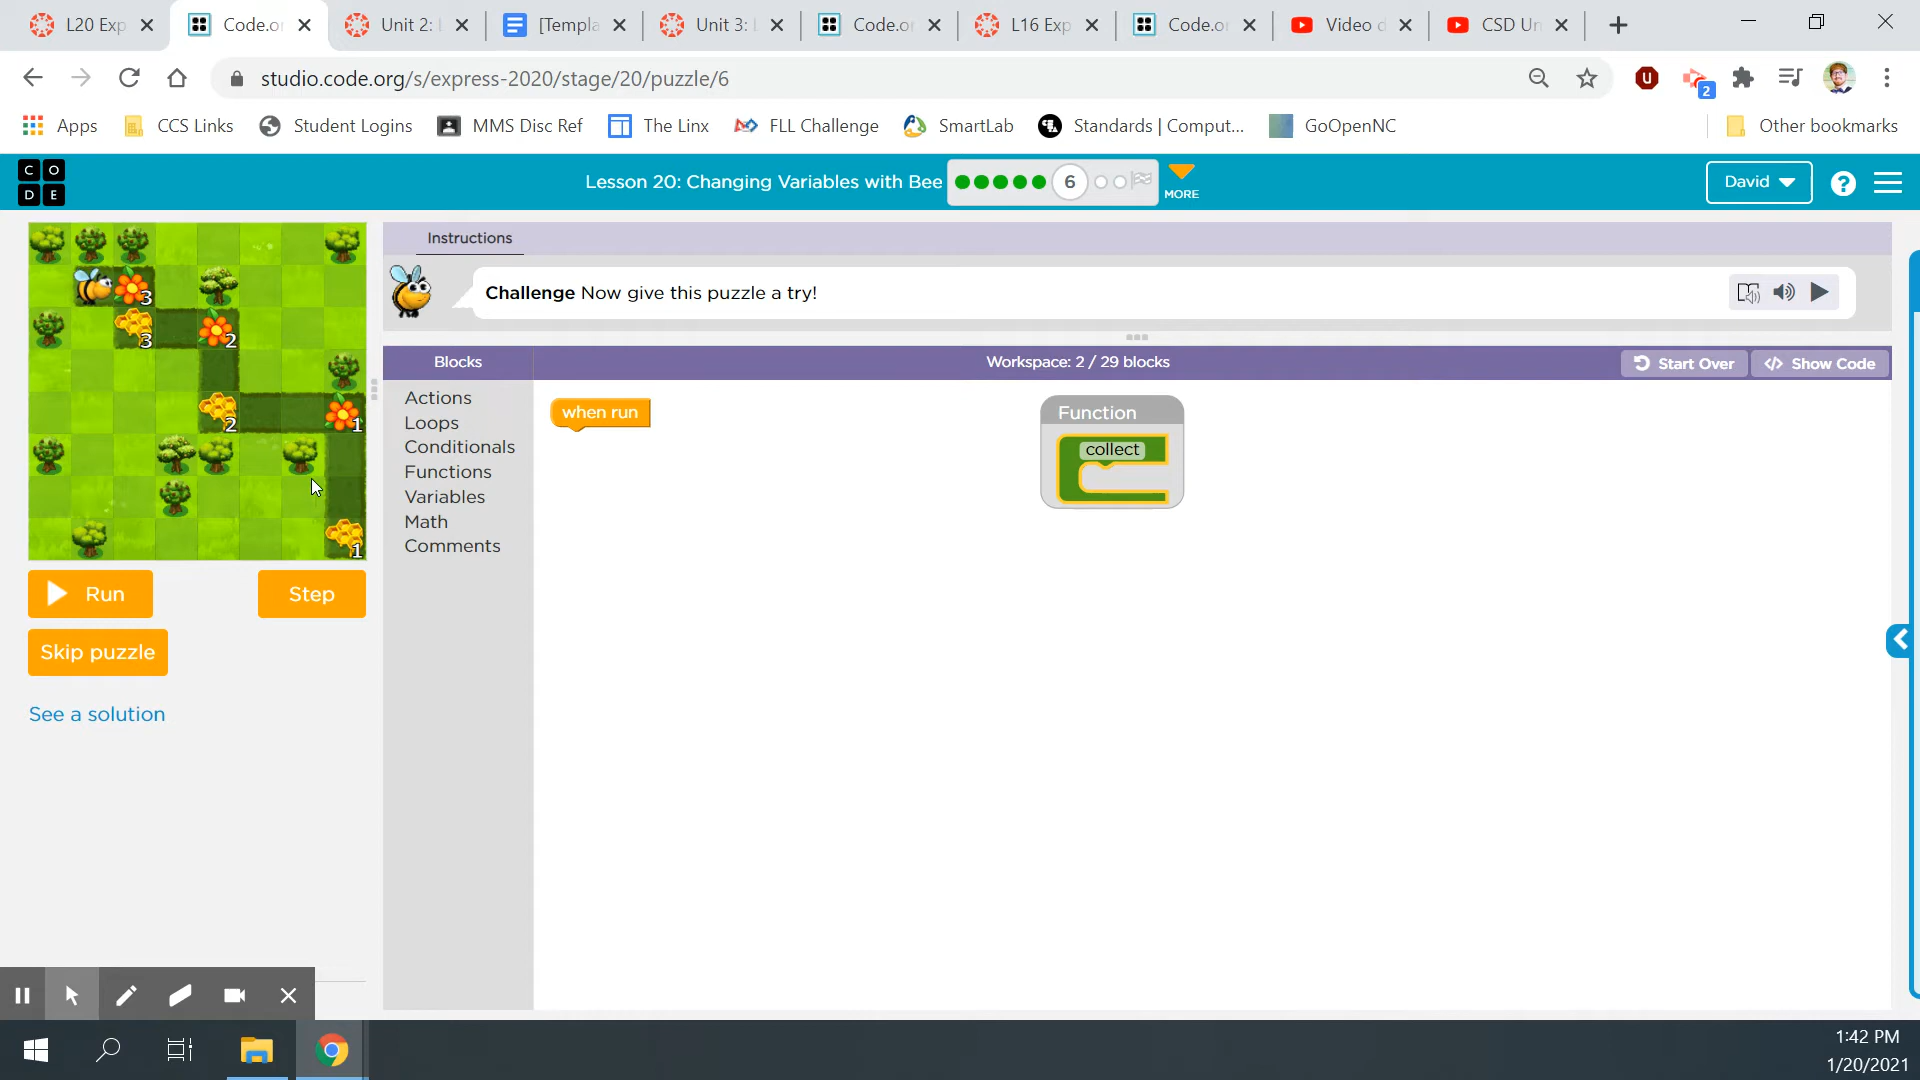 L20 Exp
Code.o
Unit 2:
[Templa
Unit 3:
Code.o
L16 Exp
Code.o
Video
CSD Un
studio.code.org/s/express-2020/stage/20/puzzle/6
U
2
Apps
CCS Links
Student Logins
MMS Disc Ref
The Linx
FLL Challenge
SmartLab
Standards | Comput...
GoOpenNC
Other bookmarks
C O
D E
Lesson 20: Changing Variables with Bee
6
MORE
David
?
3
3
2
2
1
1
Instructions
Challenge Now give this puzzle a try!
Blocks
Workspace: 2 / 29 blocks
Start Over
Show Code
Actions
Loops
Conditionals
Functions
Variables
Math
Comments
when run
Function
collect
Run
Step
Skip puzzle
See a solution
1:42 PM
1/20/2021